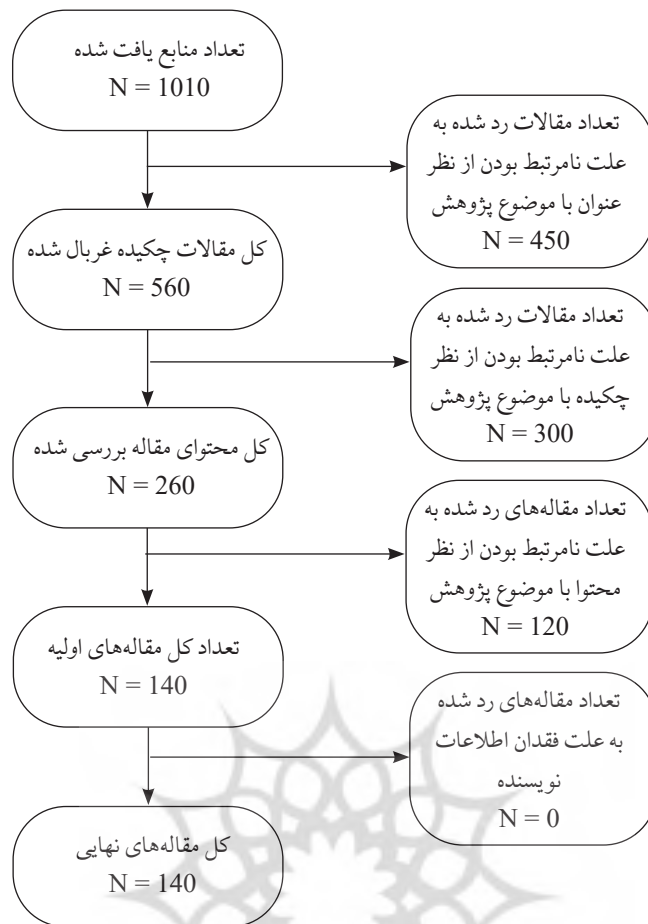 تعداد منابع یافت شده
N = 1010
تعداد مقالات رد شده به
علت نامرتبط بودن از نظر
عنوان با موضوع پژوهش
N = 450
کل مقالات چکیده غربال شده
N = 560
تعداد مقالات رد شده به
علت نامرتبط بودن از نظر
چکیده با موضوع پژوهش
N = 300
کل محتوای مقاله بررسی شده
N = 260
تعداد مقاله‌های رد شده به
علت نامرتبط بودن از نظر
محتوا با موضوع پژوهش
N = 120
تعداد کل مقاله‌های اولیه
N = 140
تعداد مقاله‌های رد شده
به علت فقدان اطلاعات
نویسنده
N = 0
کل مقاله‌های نهایی
N = 140